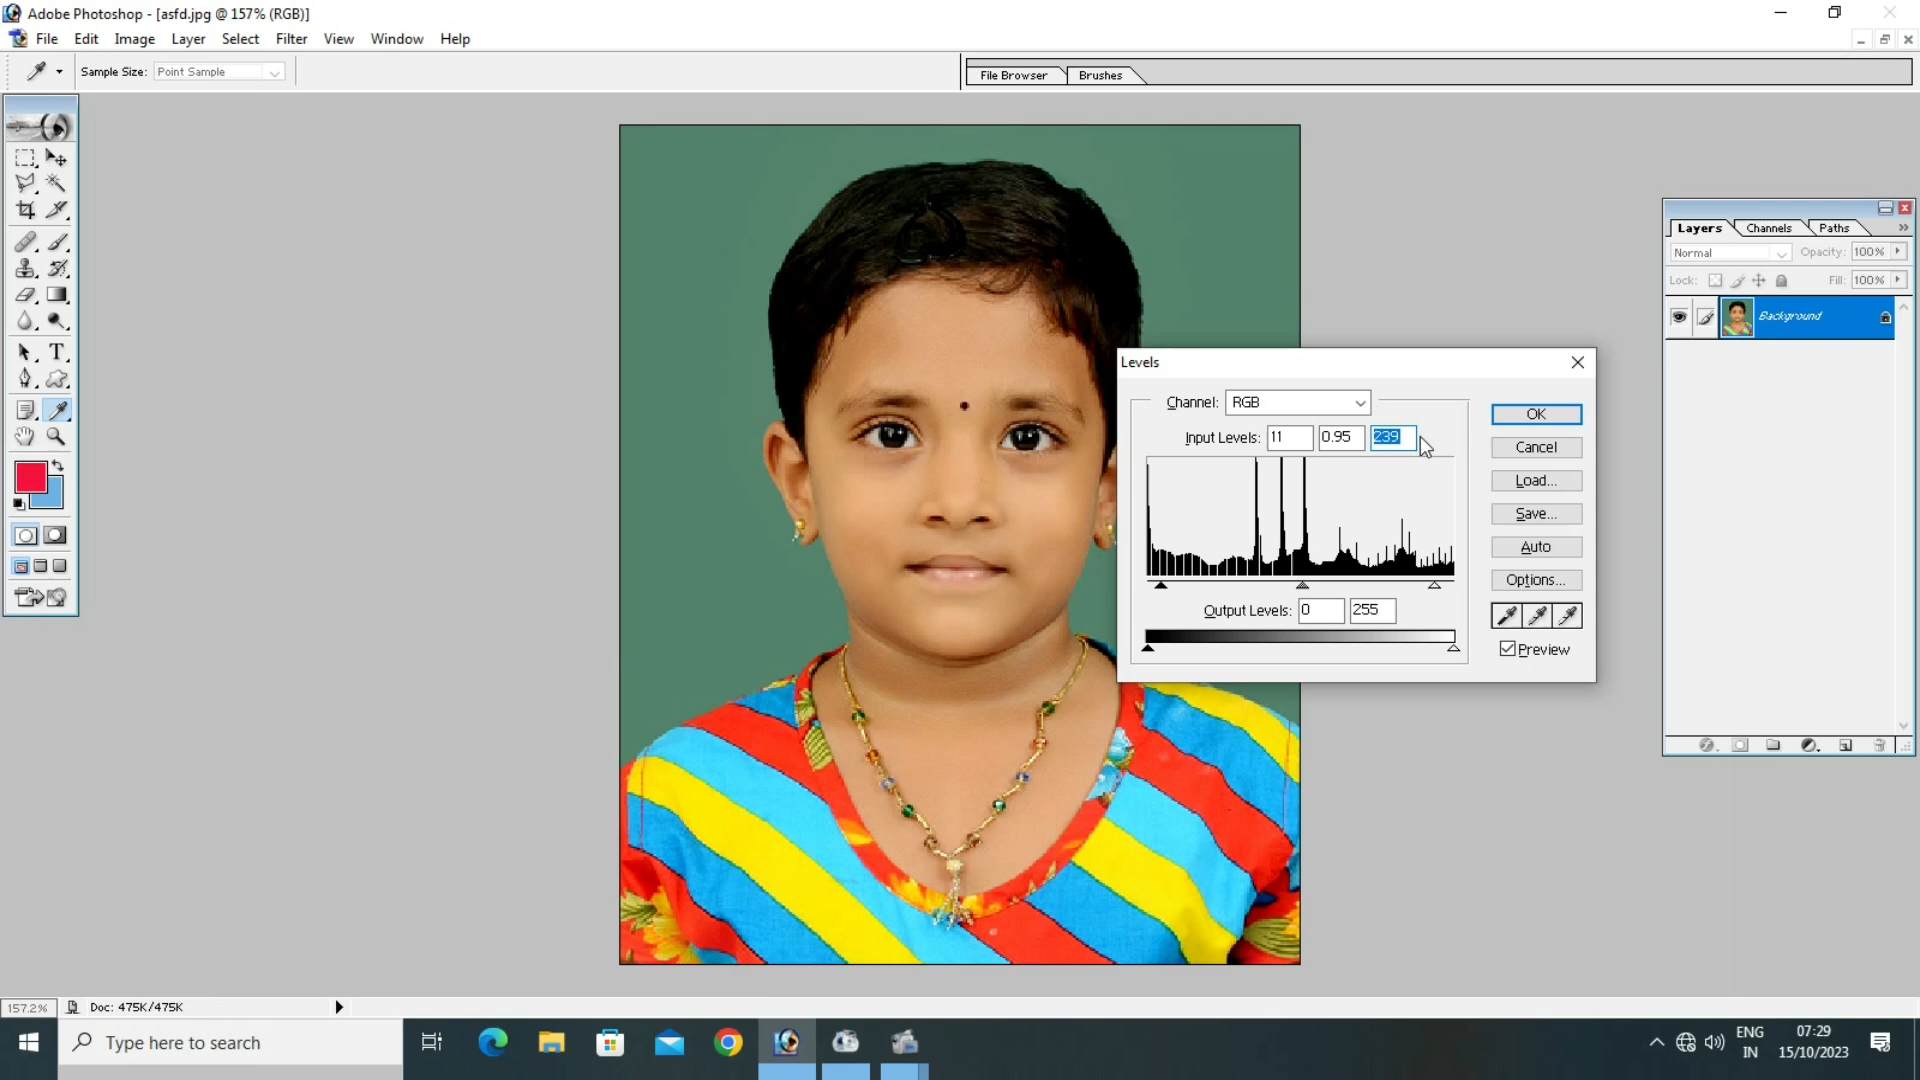 Adobe Photoshop - [asfd.jpg @ 157% (RGB)]
File Edit Image Layer Select Filter View Window Help
Sample Size: Point Sample
File Browser Brushes
Layers Channels Paths
Normal Opacity: 100%
Lock: Fill: 100%
Background
Levels
Channel: RGB
OK
Input Levels: 11 0.95 239
Cancel
Load...
Save...
Auto
Options...
Output Levels: 0 255
Preview
T
157.2% Doc: 475K/475K
Type here to search
ENG
IN
07:29
15/10/2023